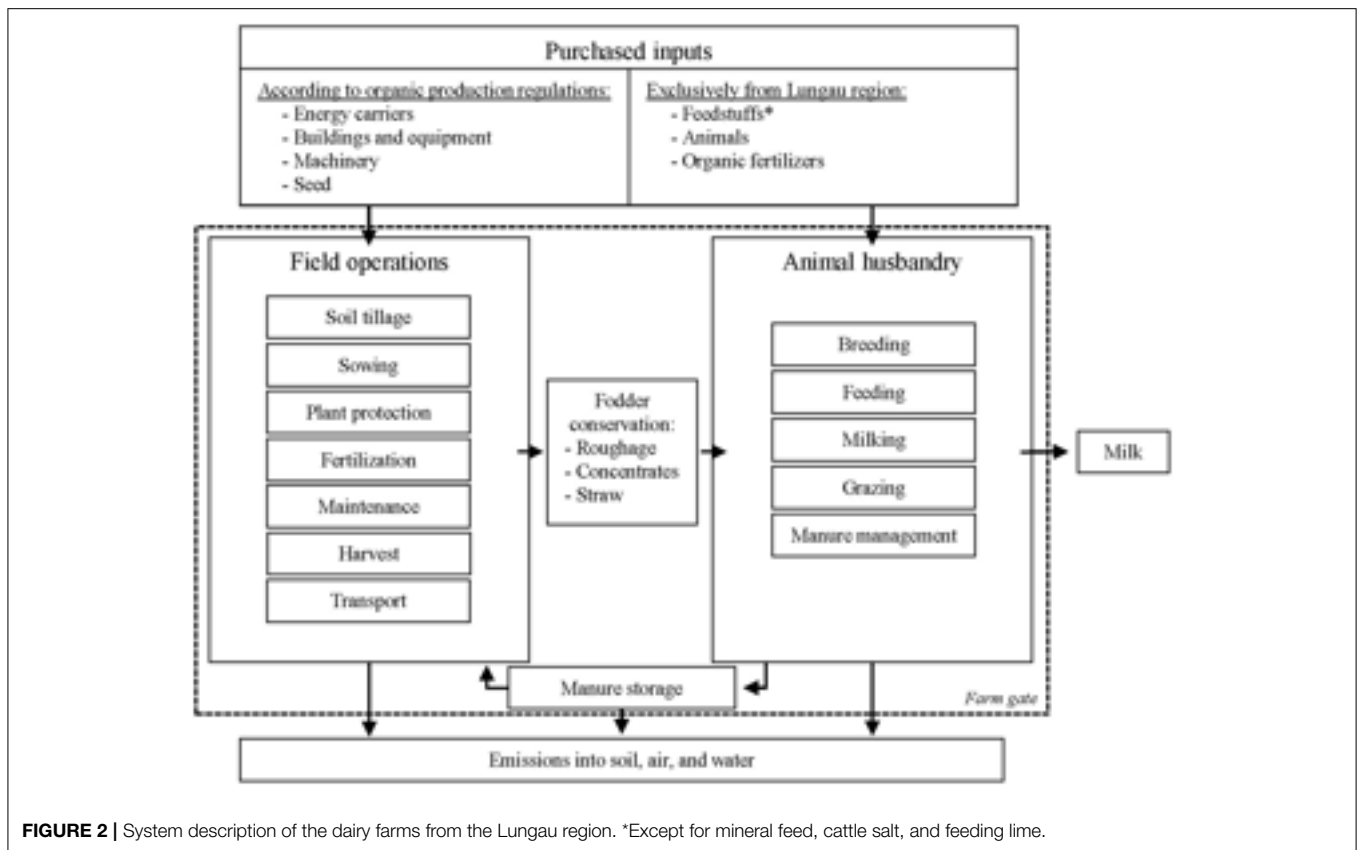 Purchased inputs
According to organic production regulations:
- Energy carriers
- Buildings and equipment
- Machinery
- Seed
Exclusively from Lungau region:
- Feedstuffs*
- Animals
- Organic fertilizers
Field operations
Soil tillage
Sowing
Plant protection
Fertilization
Maintenance
Harvest
Transport
Fodder
conservation:
- Roughage
- Concentrates
- Straw
Animal husbandry
Breeding
Feeding
Milking
Grazing
Manure management
Milk
Manure storage
Farm gate
Emissions into soil, air, and water
FIGURE 2 | System description of the dairy farms from the Lungau region. *Except for mineral feed, cattle salt, and feeding lime.